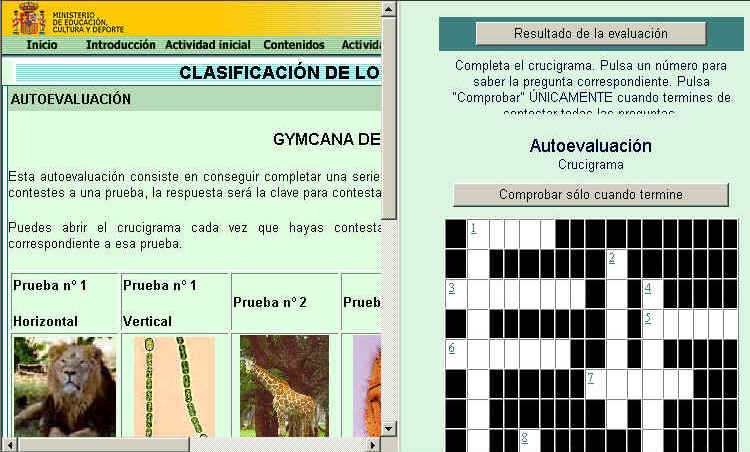 MINISTERIO
DE EDUCACIÓN,
CULTURA Y DEPORTE
Inicio Introducción Actividad inicial Contenidos Activida
CLASIFICACIÓN DE LO
AUTOEVALUACIÓN
GYMCANA DE
Esta autoevaluación consiste en conseguir completar una serie
contestes a una prueba, la respuesta será la clave para contesta
Puedes abrir el crucigrama cada vez que hayas contesta
correspondiente a esa prueba.
Prueba nº 1
Horizontal
Prueba nº 1
Vertical
Prueba nº 2
Prueb
Resultado de la evaluación
Completa el crucigrama. Pulsa un número para
saber la pregunta correspondiente. Pulsa
"Comprobar" ÚNICAMENTE cuando termines de
contestar todas las preguntas
Autoevaluación
Crucigrama
Comprobar sólo cuando termine
1
2
3
4
5
6
7
8